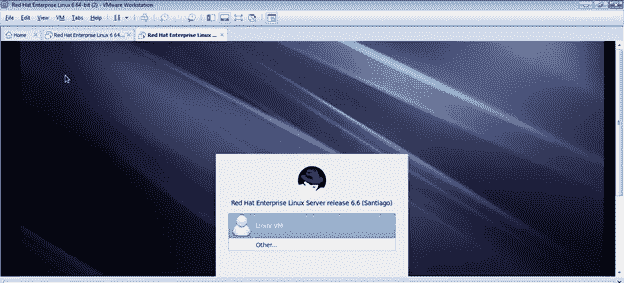 Red Hat Enterprise Linux 6 64-bit (2) - VMware Workstation
File Edit View VM Tabs Help
Home Red Hat Enterprise Linux 6 64... Red Hat Enterprise Linux ...
Red Hat Enterprise Linux Server release 6.6 (Santiago)
Linux VM
Other...